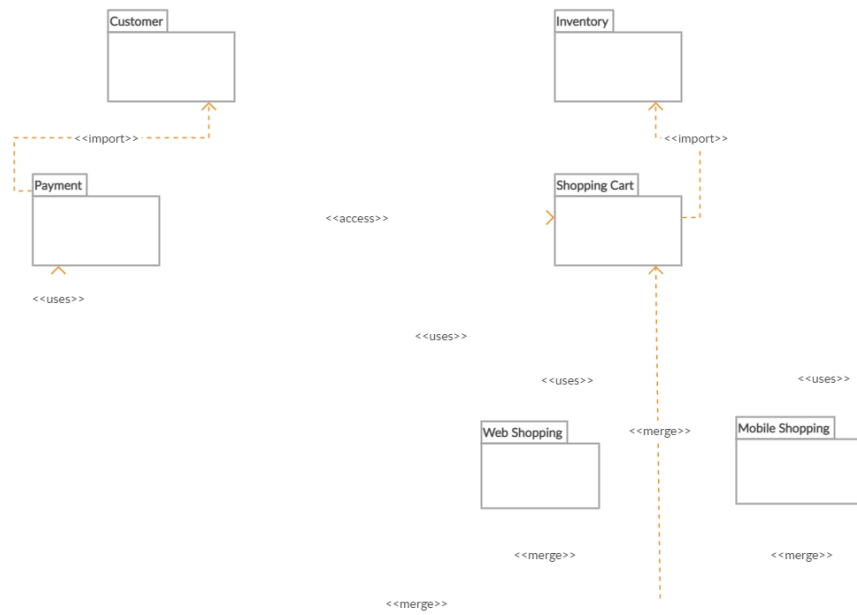 Customer
Inventory
<<import>>
<<import>>
Payment
Shopping Cart
<<access>>
<<uses>>
<<uses>>
<<uses>>
<<uses>>
Web Shopping
<<merge>>
Mobile Shopping
<<merge>>
<<merge>>
<<merge>>